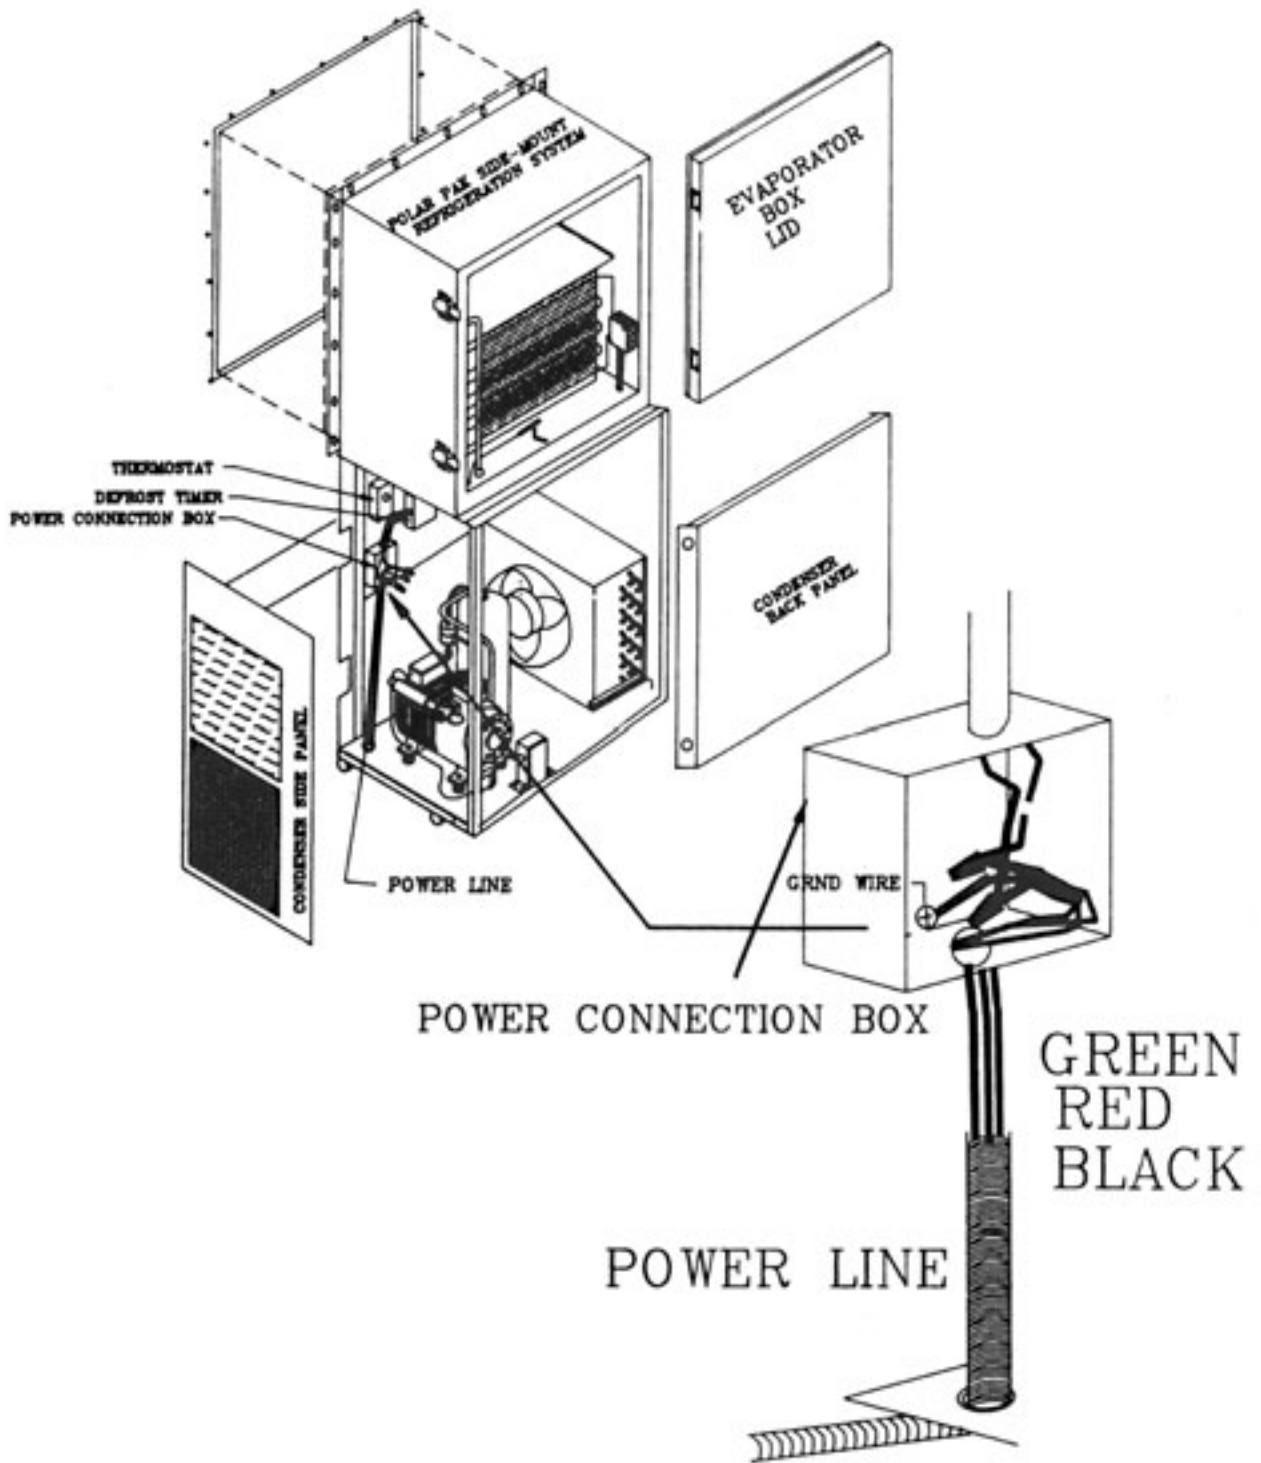 POLAR PAK SIDE-MOUNT
REFRIGERATION SYSTEM
EVAPORATOR
BOX
LID
THERMOSTAT
DEFROST TIMER
POWER CONNECTION BOX
CONDENSER
BACK PANEL
CONDENSER SIDE PANEL
POWER LINE
GRND WIRE
POWER CONNECTION BOX
GREEN
RED
BLACK
POWER LINE